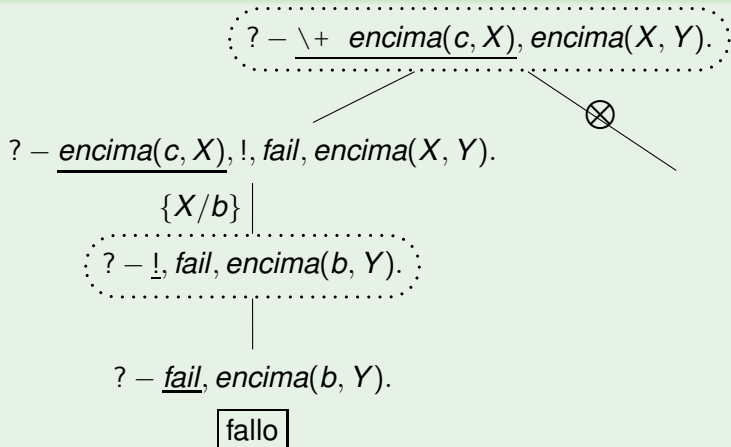 ? − \+ encima(c, X), encima(X, Y).
⊗
? − encima(c, X), !, fail, encima(X, Y).
{X/b}
? − !, fail, encima(b, Y).
? − fail, encima(b, Y).
fallo